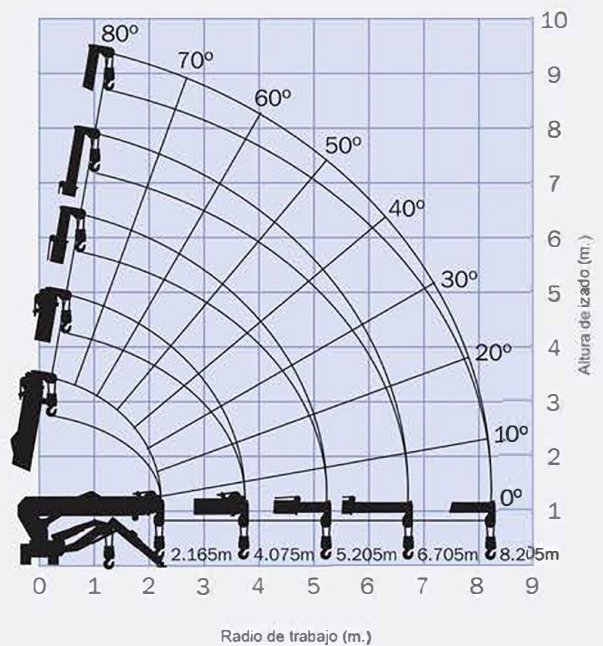 10
80º
70º
9
60º
8
50º
7
40º
6
30º
5
Altura de izado (m.)
4
20º
3
10º
2
0º
1
2.165m 4.075m 5.205m 6.705m 8.205m
0 1 2 3 4 5 6 7 8 9
Radio de trabajo (m.)